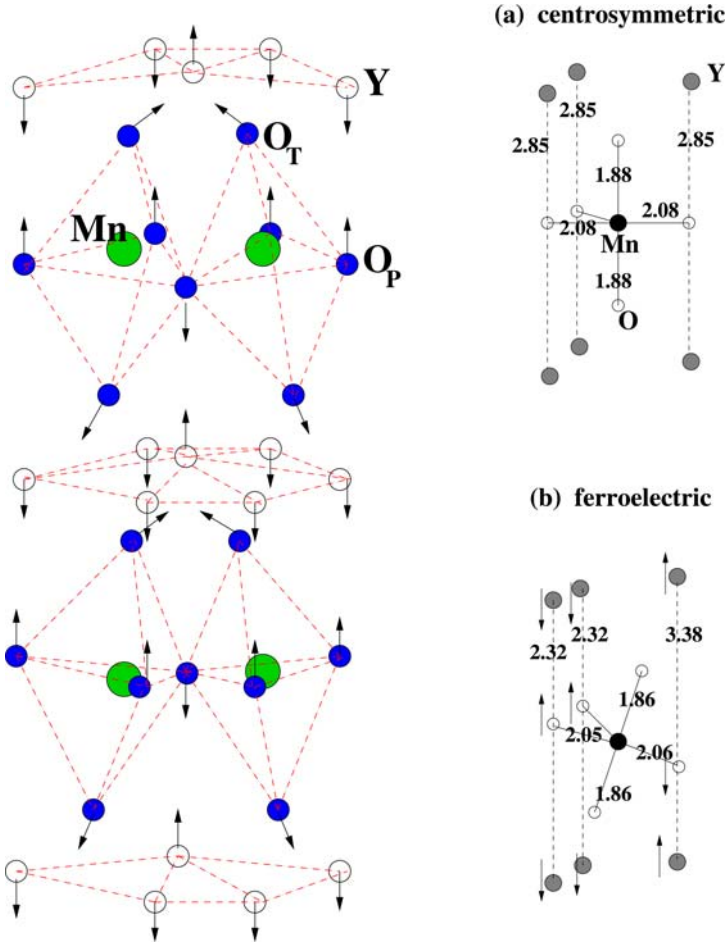 Y
O_T
Mn
O_P
(a) centrosymmetric
Y
2.85
2.85
2.85
1.88
2.08
2.08
Mn
1.88
O
(b) ferroelectric
2.32
2.32
3.38
1.86
2.05
2.06
1.86